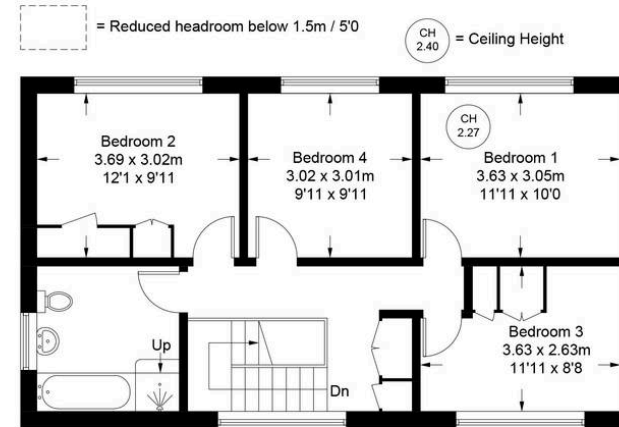 = Reduced headroom below 1.5m / 5'0
CH
2.40
= Ceiling Height
Bedroom 2
3.69 x 3.02m
12'1 x 9'11
Bedroom 4
3.02 x 3.01m
9'11 x 9'11
CH
2.27
Bedroom 1
3.63 x 3.05m
11'11 x 10'0
Bedroom 3
3.63 x 2.63m
11'11 x 8'8
Up
Dn